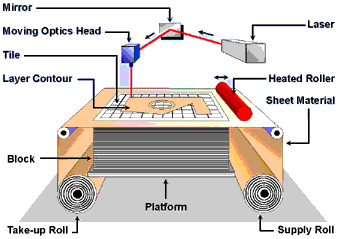 Mirror
Moving Optics Head
Laser
Tile
Heated Roller
Layer Contour
Sheet Material
Block
Platform
Take-up Roll
Supply Roll